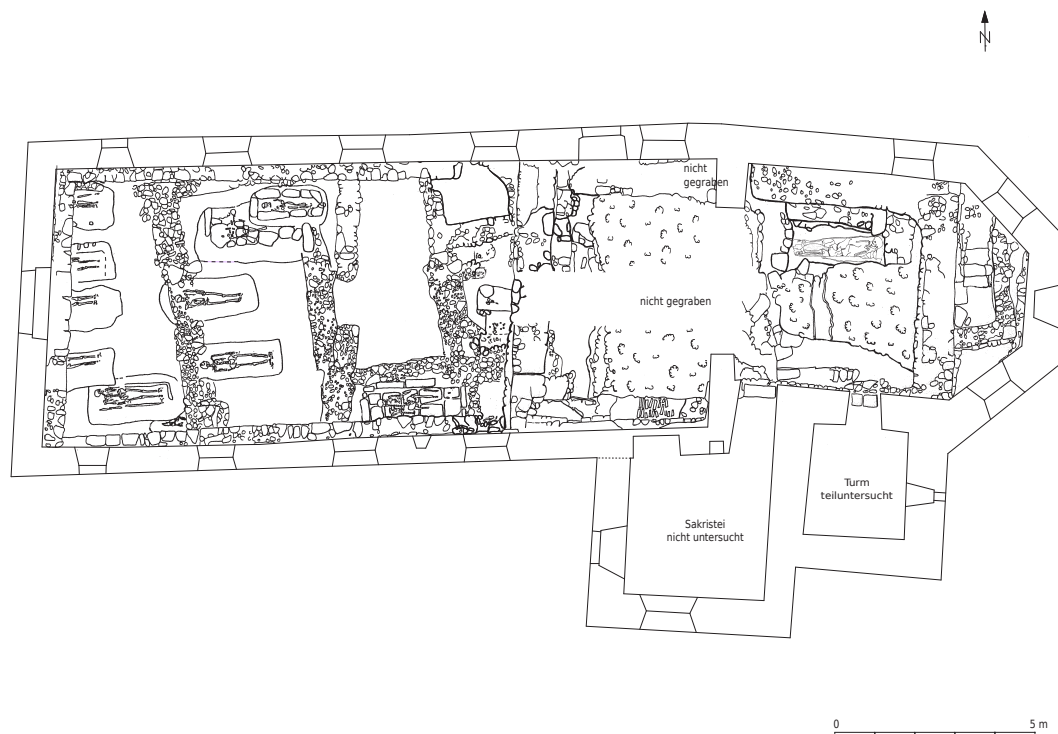 N
nicht
gegraben
nicht gegraben
Turm
teiluntersucht
Sakristei
nicht untersucht
0 5 m